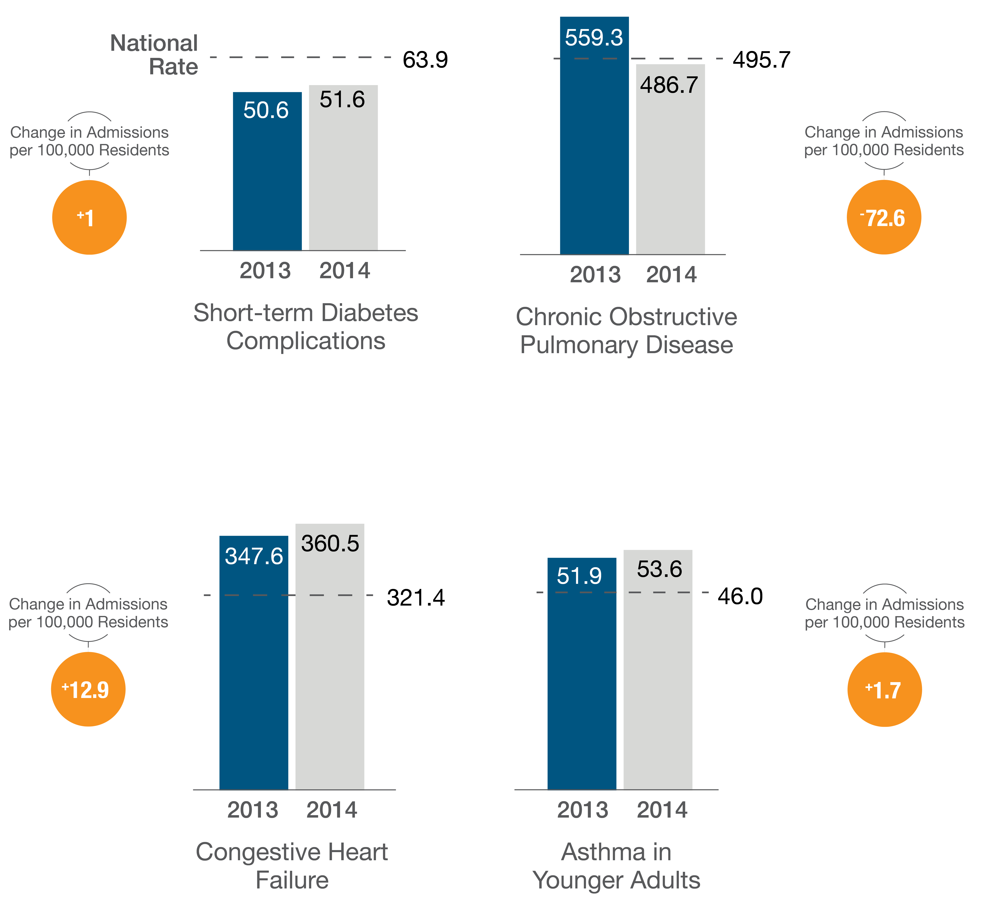 National
Rate
63.9
50.6
51.6
Change in Admissions
per 100,000 Residents
+1
2013
2014
Short-term Diabetes
Complications
559.3
495.7
486.7
Change in Admissions
per 100,000 Residents
-72.6
2013
2014
Chronic Obstructive
Pulmonary Disease
347.6
360.5
321.4
Change in Admissions
per 100,000 Residents
+12.9
2013
2014
Congestive Heart
Failure
51.9
53.6
46.0
Change in Admissions
per 100,000 Residents
+1.7
2013
2014
Asthma in
Younger Adults